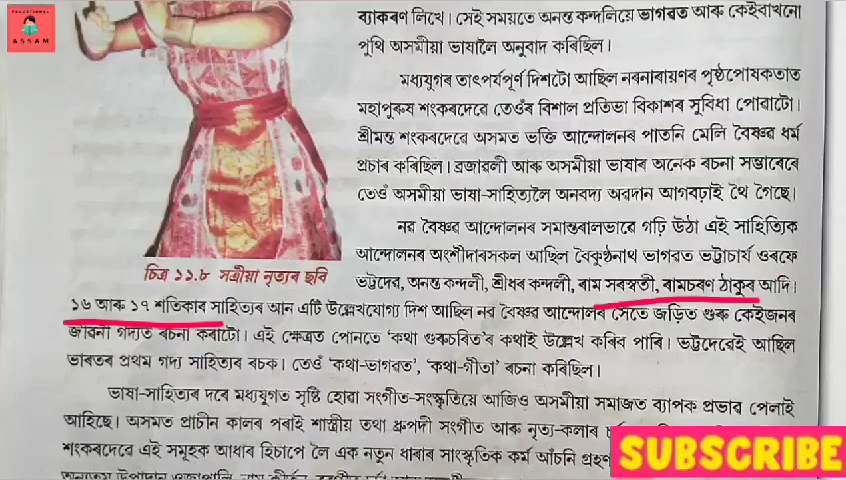 ASSAM
ব্যাকৰণ লিখে। সেই সময়তে অনন্ত কন্দলিয়ে ভাগৱত আৰু কেইবাখনো
পুথি অসমীয়া ভাষালৈ অনুবাদ কৰিছিল।
মধ্যযুগৰ তাৎপৰ্যপূৰ্ণ দিশটো আছিল নৰনাৰায়ণৰ পৃষ্ঠপোষকতাত
মহাপুৰুষ শংকৰদেৱে তেওঁৰ বিশাল প্ৰতিভা বিকাশৰ সুবিধা পোৱাটো।
শ্ৰীমন্ত শংকৰদেৱে অসমত ভক্তি আন্দোলনৰ পাতনি মেলি বৈষ্ণৱ ধৰ্ম
প্ৰচাৰ কৰিছিল। ব্ৰজাৱলী আৰু অসমীয়া ভাষাৰ অনেক ৰচনা সম্ভাৰেৰে
তেওঁ অসমীয়া ভাষা-সাহিত্যলৈ অনবদ্য অৱদান আগবঢ়াই থৈ গৈছে।
নৱ বৈষ্ণৱ আন্দোলনৰ সমান্তৰালভাৱে গঢ়ি উঠা এই সাহিত্যিক
আন্দোলনৰ অংশীদাৰসকল আছিল বৈকুণ্ঠনাথ ভাগৱত ভট্টাচাৰ্য ওৰফে
ভট্টদেৱ, অনন্ত কন্দলী, শ্ৰীধৰ কন্দলী, ৰাম সৰস্বতী, ৰামচৰণ ঠাকুৰ আদি।
চিত্ৰ ১১.৮ সত্ৰীয়া নৃত্যৰ ছবি
১৬ আৰু ১৭ শতিকাৰ সাহিত্যৰ আন এটি উল্লেখযোগ্য দিশ আছিল নৱ বৈষ্ণৱ আন্দোলনৰ সৈতে জড়িত গুৰু কেইজনৰ
জীৱনী গদ্যত ৰচনা কৰাটো। এই ক্ষেত্ৰত পোনতে ‘কথা গুৰুচৰিত’ৰ কথাই উল্লেখ কৰিব পাৰি। ভট্টদেৱেই আছিল
ভাৰতৰ প্ৰথম গদ্য সাহিত্যৰ ৰচক। তেওঁ ‘কথা-ভাগৱত’, ‘কথা-গীতা’ ৰচনা কৰিছিল।
ভাষা-সাহিত্যৰ দৰে মধ্যযুগত সৃষ্টি হোৱা সংগীত-সংস্কৃতিয়ে আজিও অসমীয়া সমাজত ব্যাপক প্ৰভাৱ পেলাই
আহিছে। অসমত প্ৰাচীন কালৰ পৰাই শাস্ত্ৰীয় তথা ধ্ৰুপদী সংগীত আৰু নৃত্য-কলাৰ
শংকৰদেৱে এই সমূহক আধাৰ হিচাপে লৈ এক নতুন ধাৰাৰ সাংস্কৃতিক কৰ্ম আঁচনি গ্ৰহণ
SUBSCRIBE